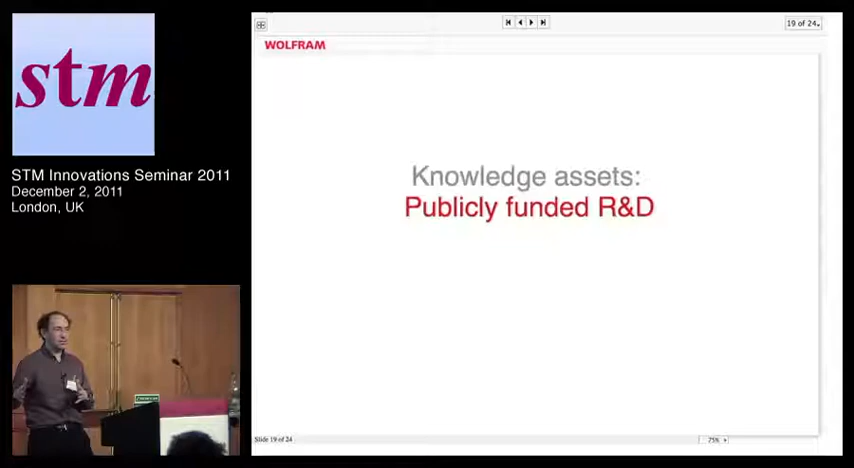 stm
STM Innovations Seminar 2011
December 2, 2011
London, UK
19 of 24
WOLFRAM
Knowledge assets:
Publicly funded R&D
Slide 19 of 24
75%